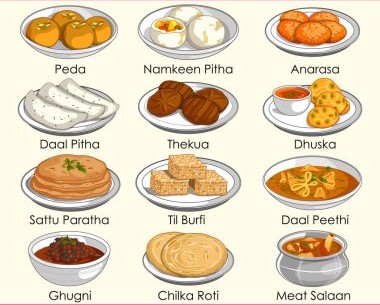 Peda
Namkeen Pitha
Anarasa
Daal Pitha
Thekua
Dhuska
Sattu Paratha
Til Burfi
Daal Peethi
Ghugni
Chilka Roti
Meat Salaan